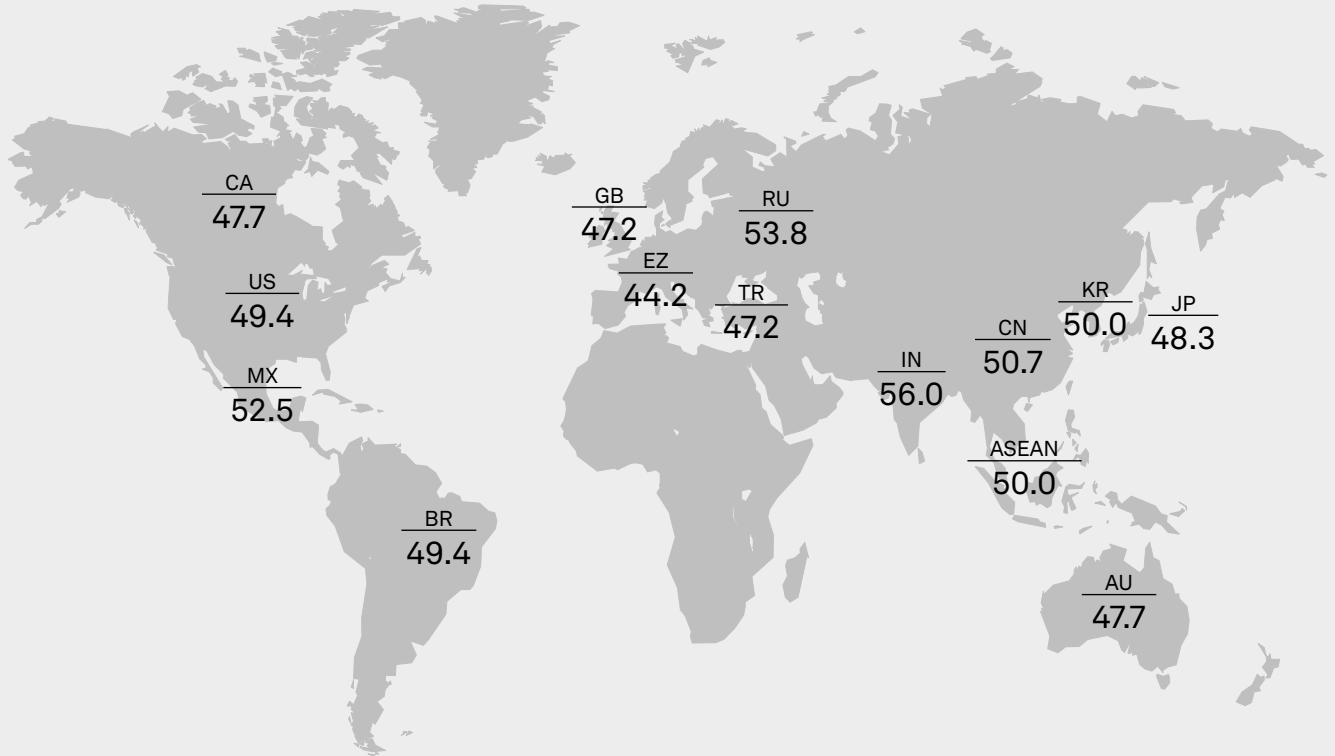 CA
47.7
GB
47.2
RU
53.8
EZ
44.2
US
49.4
TR
47.2
KR
50.0
JP
48.3
CN
50.7
IN
56.0
MX
52.5
ASEAN
50.0
BR
49.4
AU
47.7